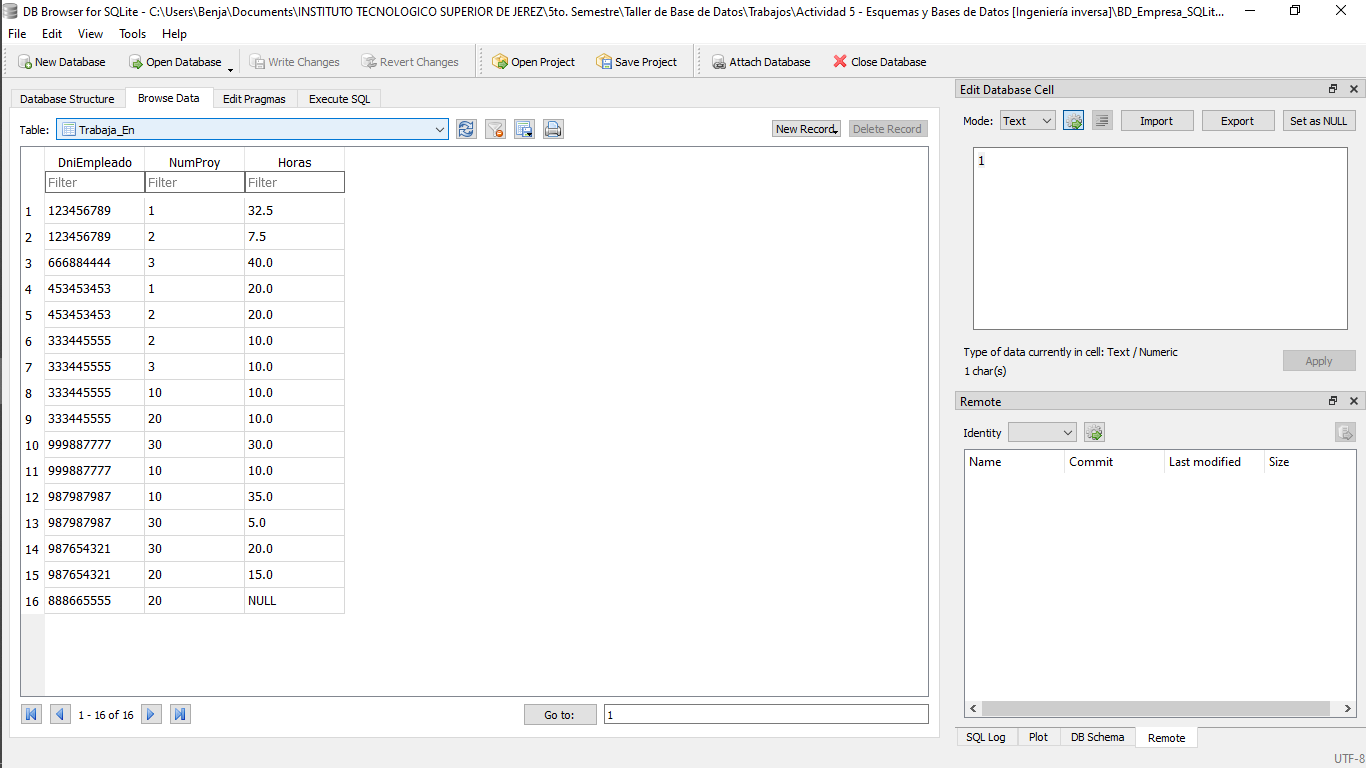 DB Browser for SQLite - C:\Users\Benja\Documents\INSTITUTO TECNOLOGICO SUPERIOR DE JEREZ\5to. Semestre\Taller de Base de Datos\Trabajos\Actividad 5 - Esquemas y Bases de Datos [Ingeniería inversa]\BD_Empresa_SQLit...
File Edit View Tools Help
New Database Open Database Write Changes Revert Changes Open Project Save Project Attach Database Close Database
Database Structure Browse Data Edit Pragmas Execute SQL
Table: Trabaja_En New Record Delete Record
DniEmpleado NumProy Horas
Filter Filter Filter
1 123456789 1 32.5
2 123456789 2 7.5
3 666884444 3 40.0
4 453453453 1 20.0
5 453453453 2 20.0
6 333445555 2 10.0
7 333445555 3 10.0
8 333445555 10 10.0
9 333445555 20 10.0
10 999887777 30 30.0
11 999887777 10 10.0
12 987987987 10 35.0
13 987987987 30 5.0
14 987654321 30 20.0
15 987654321 20 15.0
16 888665555 20 NULL
1 - 16 of 16 Go to: 1
Edit Database Cell
Mode: Text Import Export Set as NULL
1
Type of data currently in cell: Text / Numeric
1 char(s)
Apply
Remote
Identity
Name Commit Last modified Size
SQL Log Plot DB Schema Remote
UTF-8